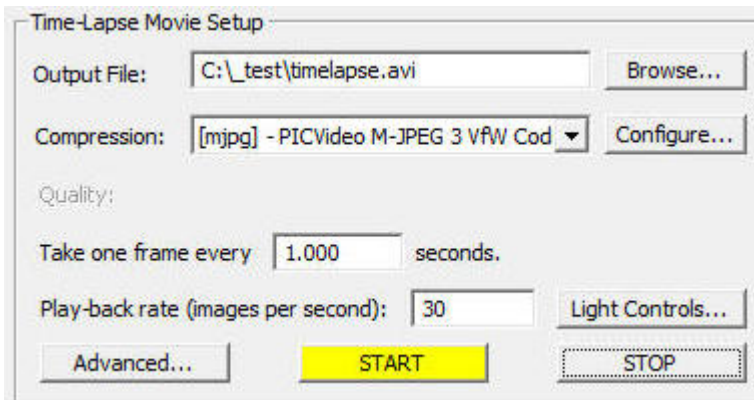 Time-Lapse Movie Setup
Output File: C:\_test\timelapse.avi Browse...
Compression: [mjpg] - PICVideo M-JPEG 3 VfW Cod Configure...
Quality:
Take one frame every 1.000 seconds.
Play-back rate (images per second): 30 Light Controls...
Advanced... START STOP